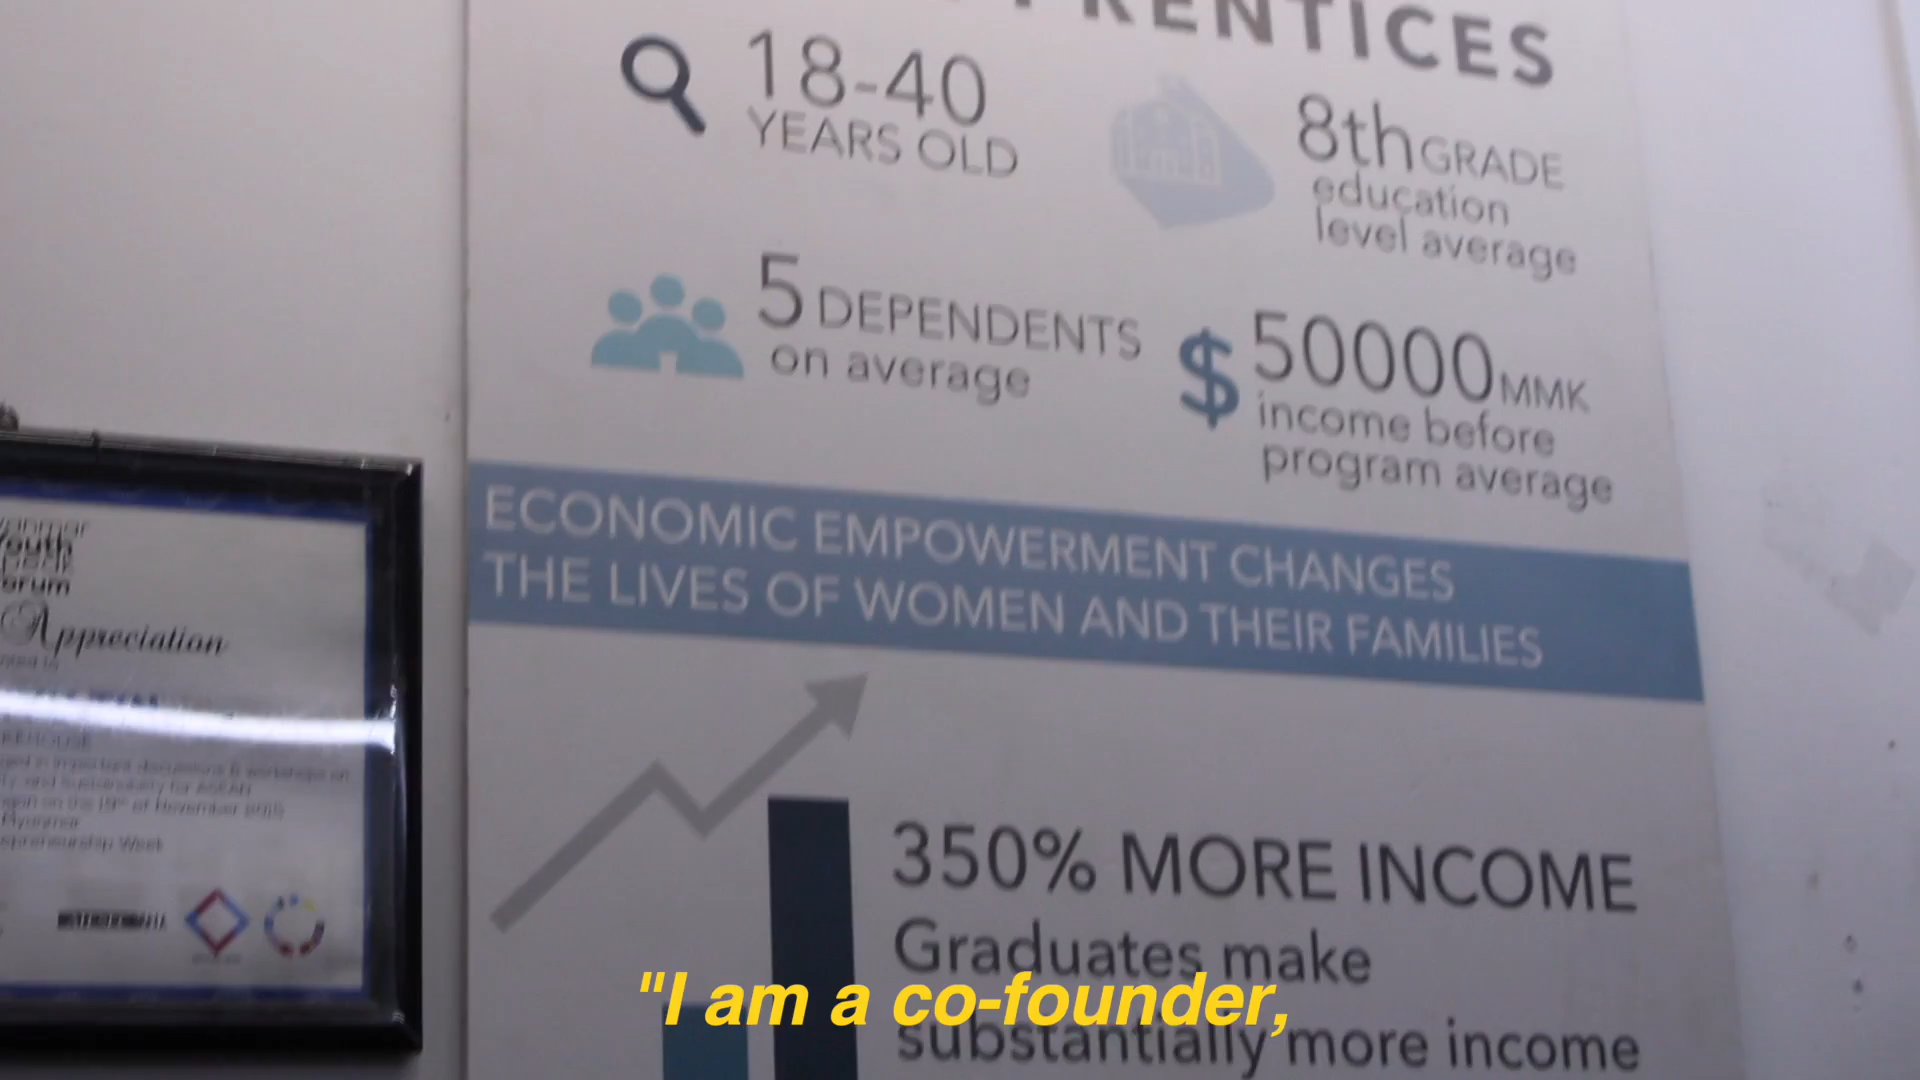 RENTICES
18-40
YEARS OLD
8th GRADE
education
level average
5 DEPENDENTS
on average
50000 MMK
income before
program average
ECONOMIC EMPOWERMENT CHANGES
THE LIVES OF WOMEN AND THEIR FAMILIES
350% MORE INCOME
Graduates make
substantially more income
Appreciation
"I am a co-founder,